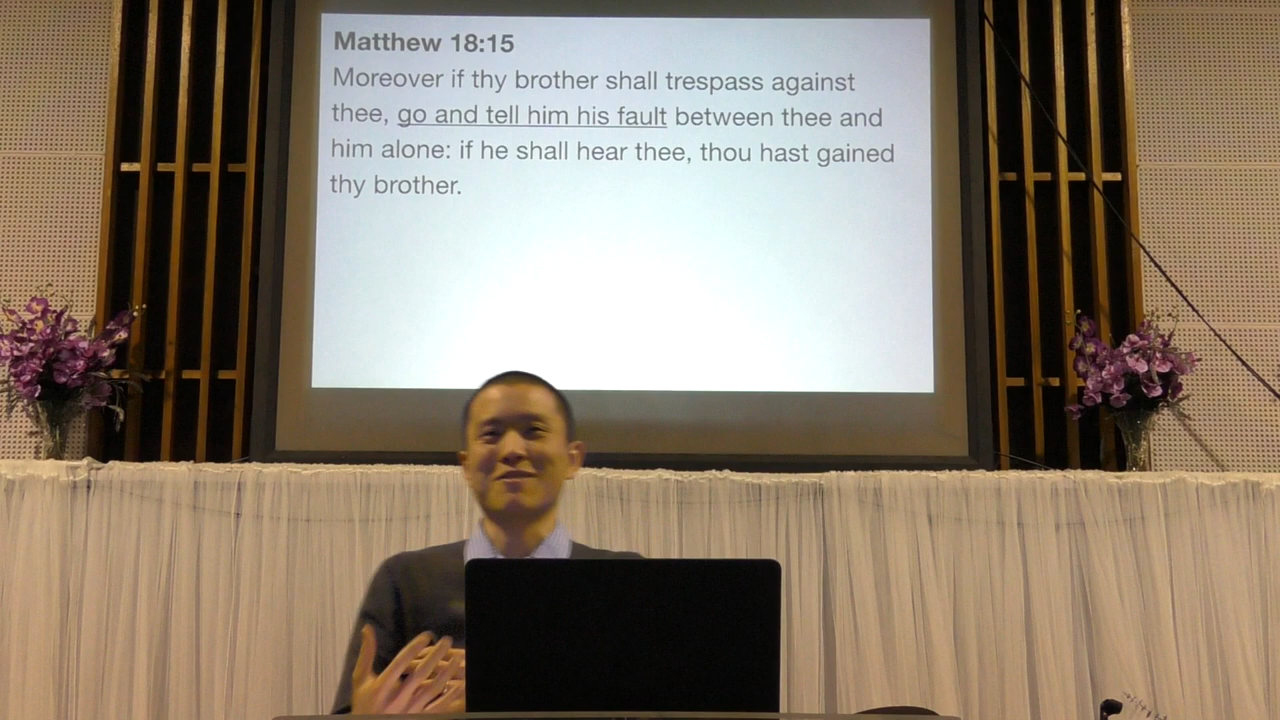 Matthew 18:15
Moreover if thy brother shall trespass against
thee, go and tell him his fault between thee and
him alone: if he shall hear thee, thou hast gained
thy brother.